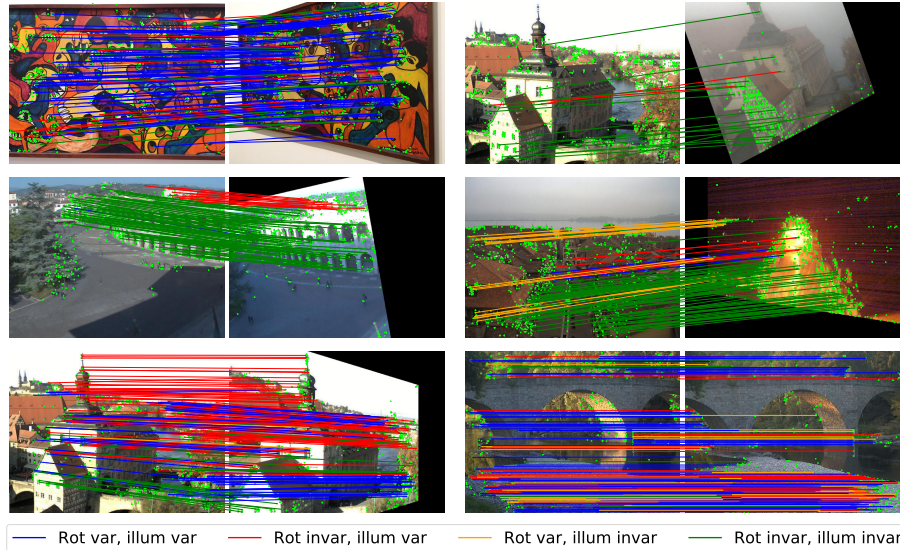 Rot var, illum var
Rot invar, illum var
Rot var, illum invar
Rot invar, illum invar